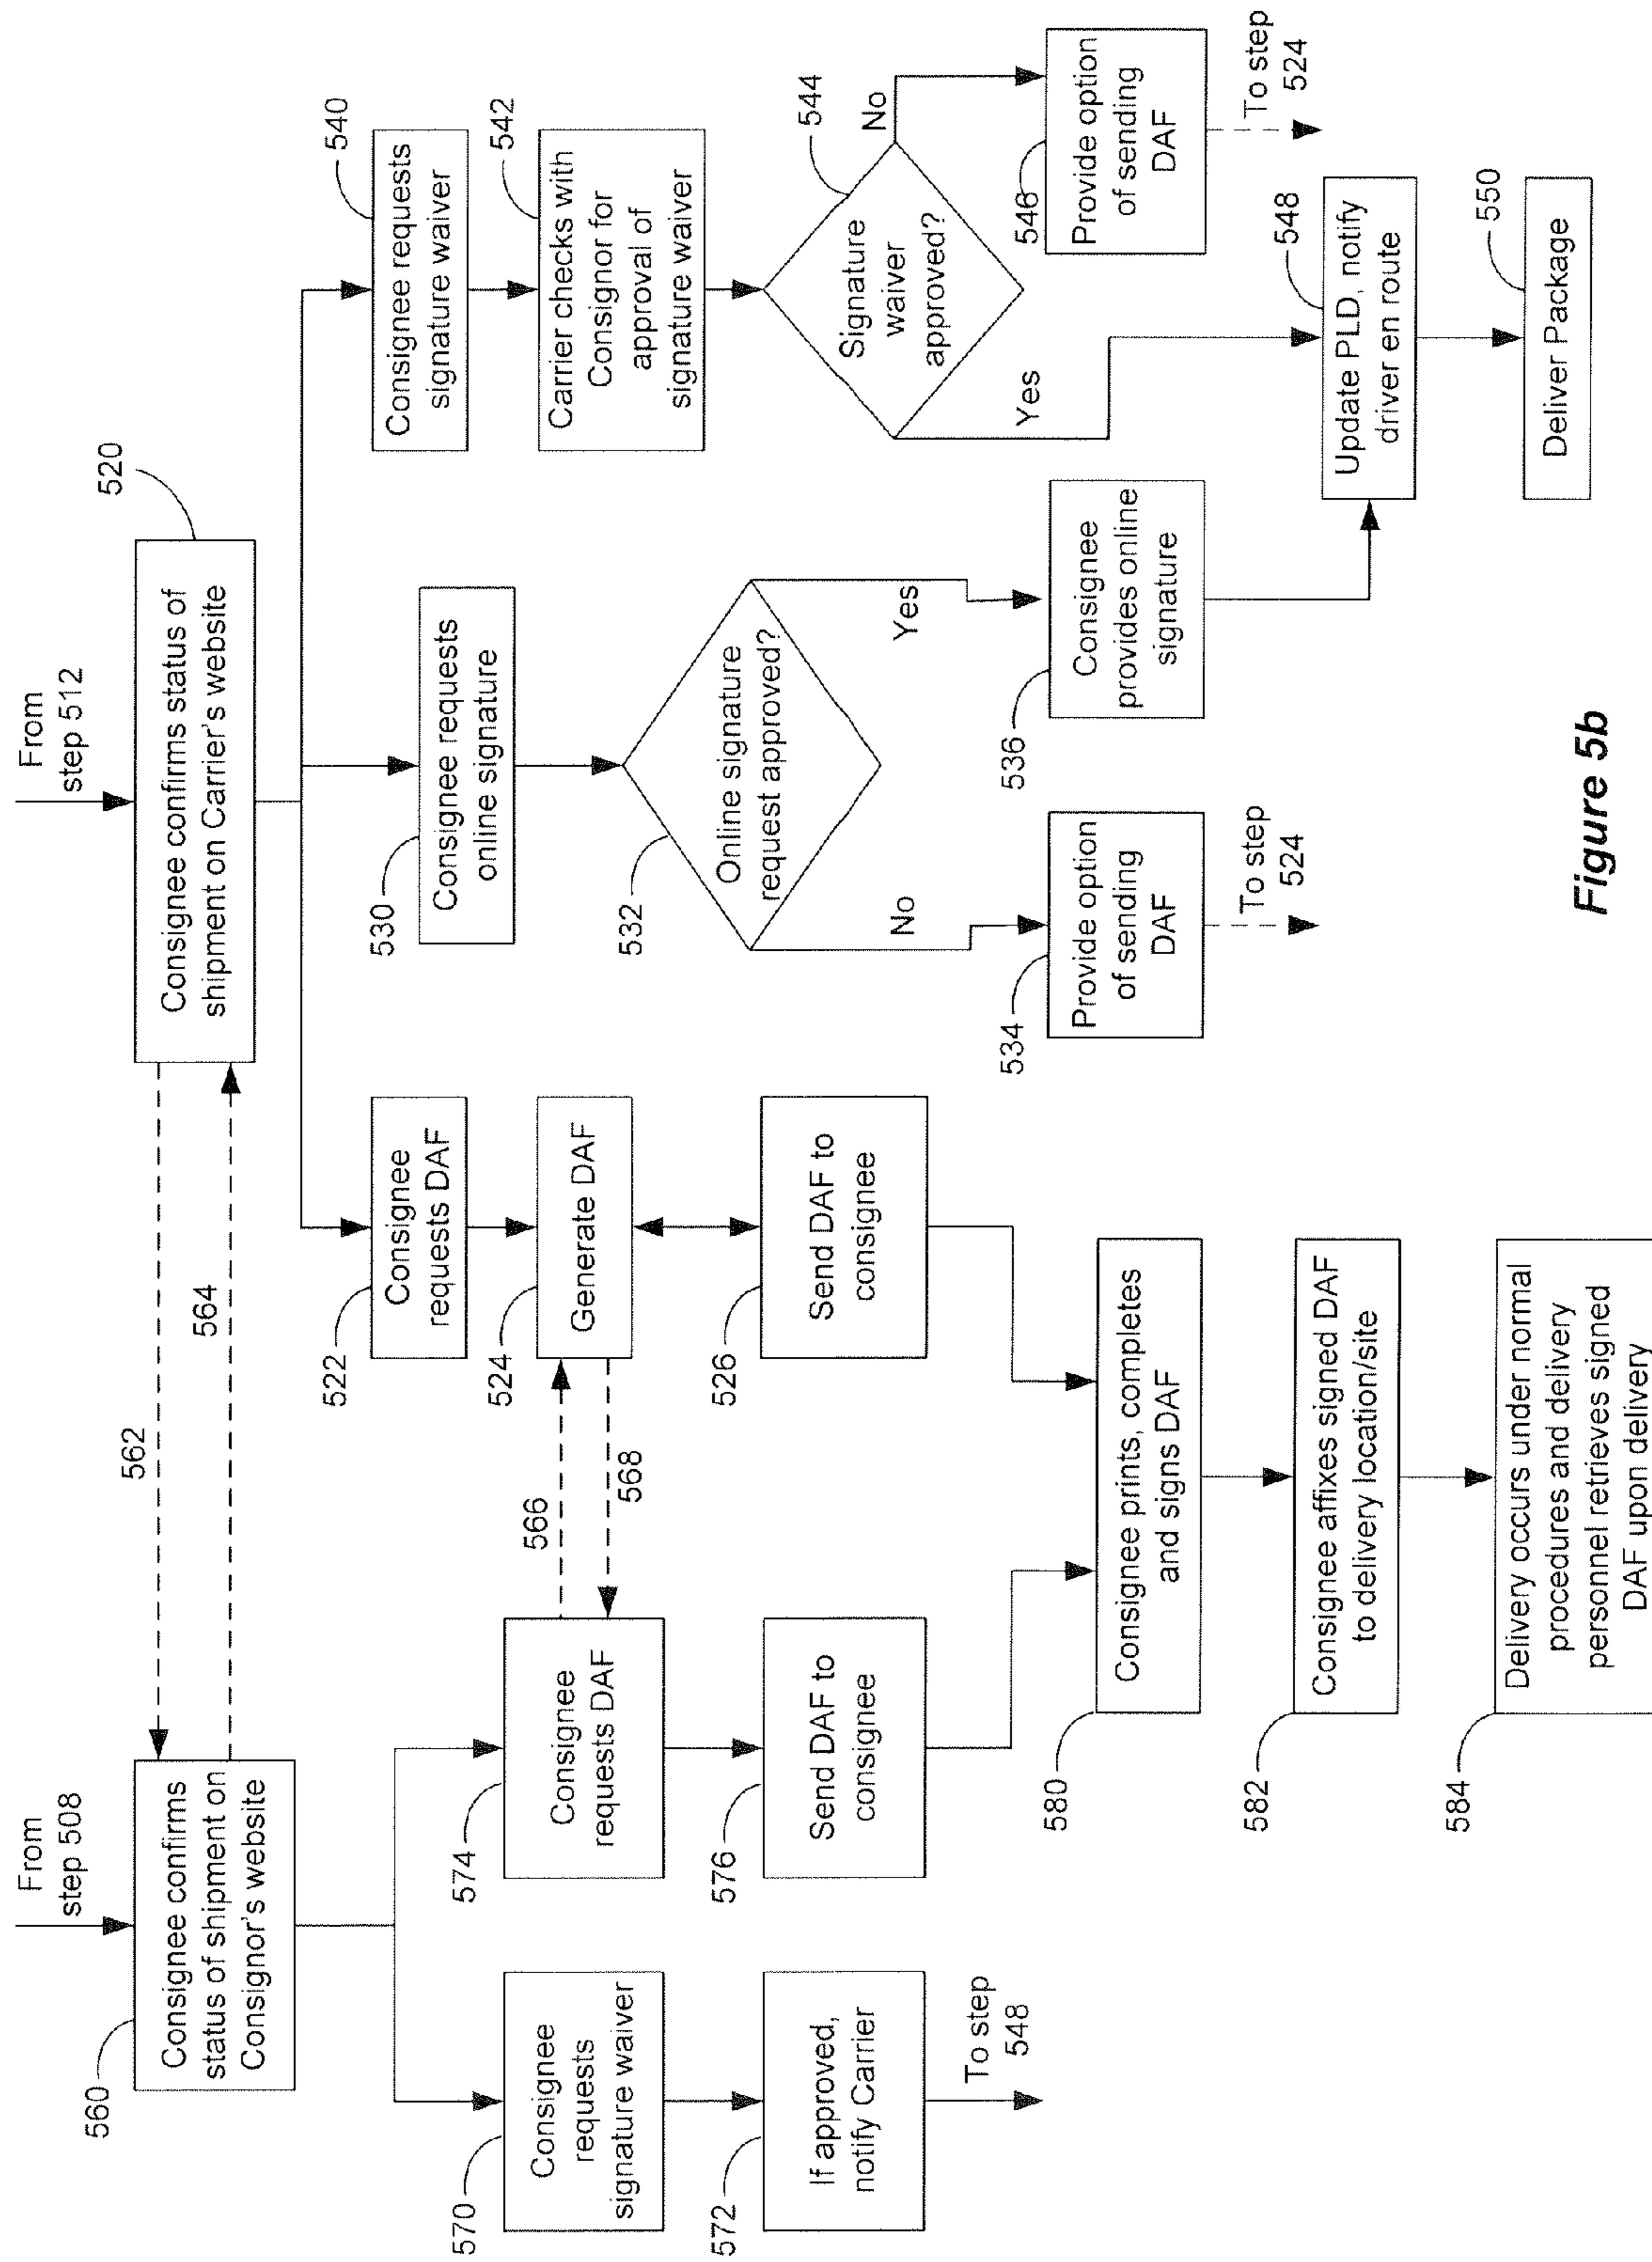 From
step 508
From
step 512
560
Consignee confirms
status of shipment on
Consignor's website
562
564
520
Consignee confirms status of
shipment on Carrier's website
570
Consignee
requests
signature waiver
572
If approved,
notify Carrier
To step
548
574
Consignee
requests DAF
566
568
576
Send DAF to
consignee
522
Consignee
requests DAF
524
Generate DAF
526
Send DAF to
consignee
580
Consignee prints, completes
and signs DAF
582
Consignee affixes signed DAF
to delivery location/site
584
Delivery occurs under normal
procedures and delivery
personnel retrieves signed
DAF upon delivery
530
Consignee requests
online signature
532
Online signature
request approved?
No
Yes
534
Provide option
of sending
DAF
To step
524
536
Consignee
provides online
signature
540
Consignee requests
signature waiver
542
Carrier checks with
Consignor for
approval of
signature waiver
544
Signature
waiver
approved?
Yes
No
546
Provide option
of sending
DAF
To step
524
548
Update PLD, notify
driver en route
550
Deliver Package
Figure 5b